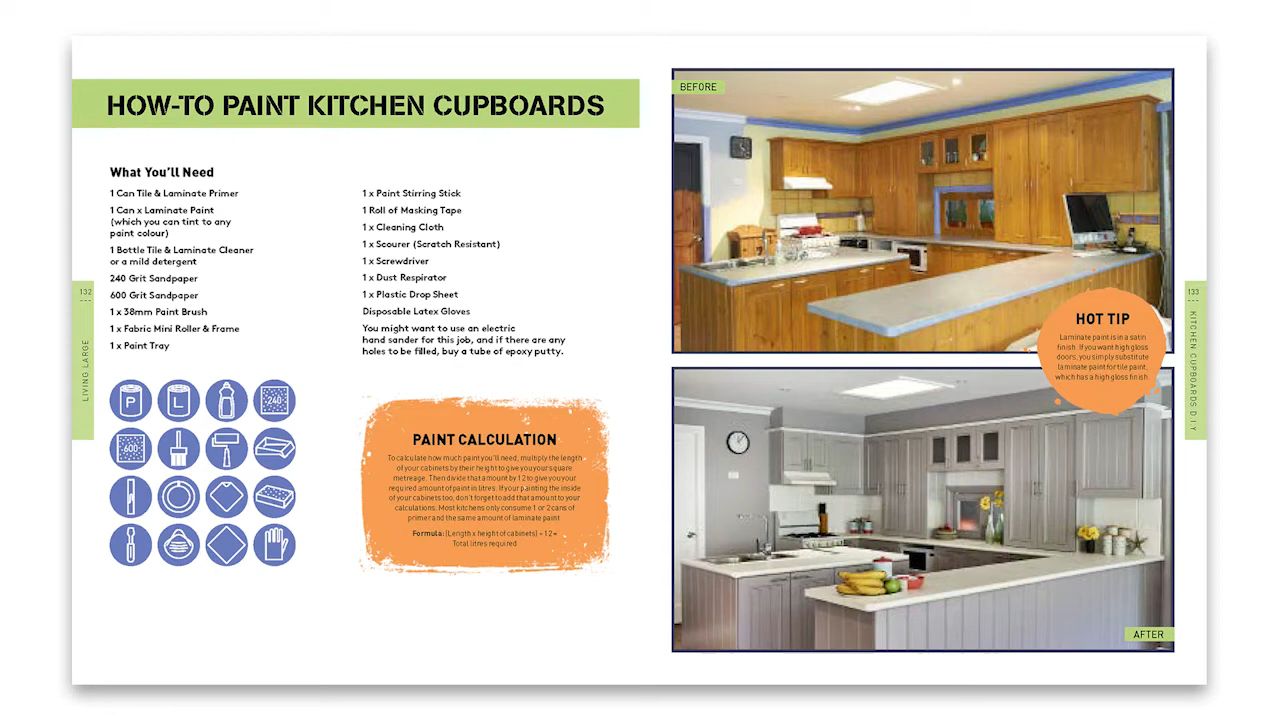 HOW-TO PAINT KITCHEN CUPBOARDS
What You'll Need
1 Can Tile & Laminate Primer
1 Can x Laminate Paint
(which you can tint to any
paint colour)
1 Bottle Tile & Laminate Cleaner
or a mild detergent
240 Grit Sandpaper
600 Grit Sandpaper
1 x 38mm Paint Brush
1 x Fabric Mini Roller & Frame
1 x Paint Tray
1 x Paint Stirring Stick
1 Roll of Masking Tape
1 x Cleaning Cloth
1 x Scourer (Scratch Resistant)
1 x Screwdriver
1 x Dust Respirator
1 x Plastic Drop Sheet
Disposable Latex Gloves
You might want to use an electric
hand sander for this job, and if there are any
holes to be filled, buy a tube of epoxy putty.
132
LIVING LARGE
P
L
240
600
PAINT CALCULATION
To calculate how much paint you'll need, multiply the length
of your cabinets by their height to give you your square
metreage. Then divide that amount by 12 to give you your
required amount of paint in litres. If your painting the inside
of your cabinets too, don't forget to add that amount to your
calculations. Most kitchens only consume 1 or 2 cans of
primer and the same amount of laminate paint
Formula: (Length x height of cabinets) ÷ 12 =
Total litres required
BEFORE
HOT TIP
Laminate paint is in a satin
finish. If you want high gloss
doors, you simply substitute
laminate paint for tile paint,
which has a high gloss finish.
133
KITCHEN CUPBOARDS D.I.Y
AFTER